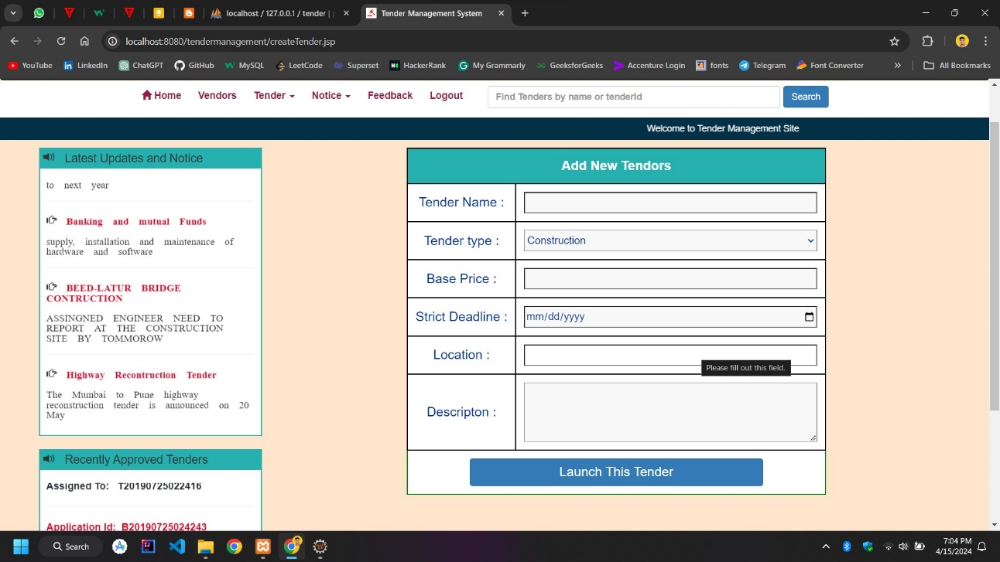 localhost / 127.0.0.1 / tender |
Tender Management System
localhost:8080/tendermanagement/createTender.jsp
YouTube LinkedIn ChatGPT GitHub MySQL LeetCode Superset HackerRank My Grammarly GeeksforGeeks Accenture Login fonts Telegram Font Converter » All Bookmarks
Home Vendors Tender Notice Feedback Logout Find Tenders by name or tenderId Search
Welcome to Tender Management Site
Latest Updates and Notice
to next year
Banking and mutual Funds
supply, installation and maintenance of
hardware and software
BEED-LATUR BRIDGE
CONTRUCTION
ASSINGNED ENGINEER NEED TO
REPORT AT THE CONSTRUCTION
SITE BY TOMMOROW
Highway Recontruction Tender
The Mumbai to Pune highway
reconstruction tender is announced on 20
May
Recently Approved Tenders
Assigned To: T20190725022416
Application Id: B20190725024243
Add New Tendors
Tender Name :
Tender type : Construction
Base Price :
Strict Deadline : mm/dd/yyyy
Location :
Please fill out this field.
Descripton :
Launch This Tender
Search
7:04 PM
4/15/2024